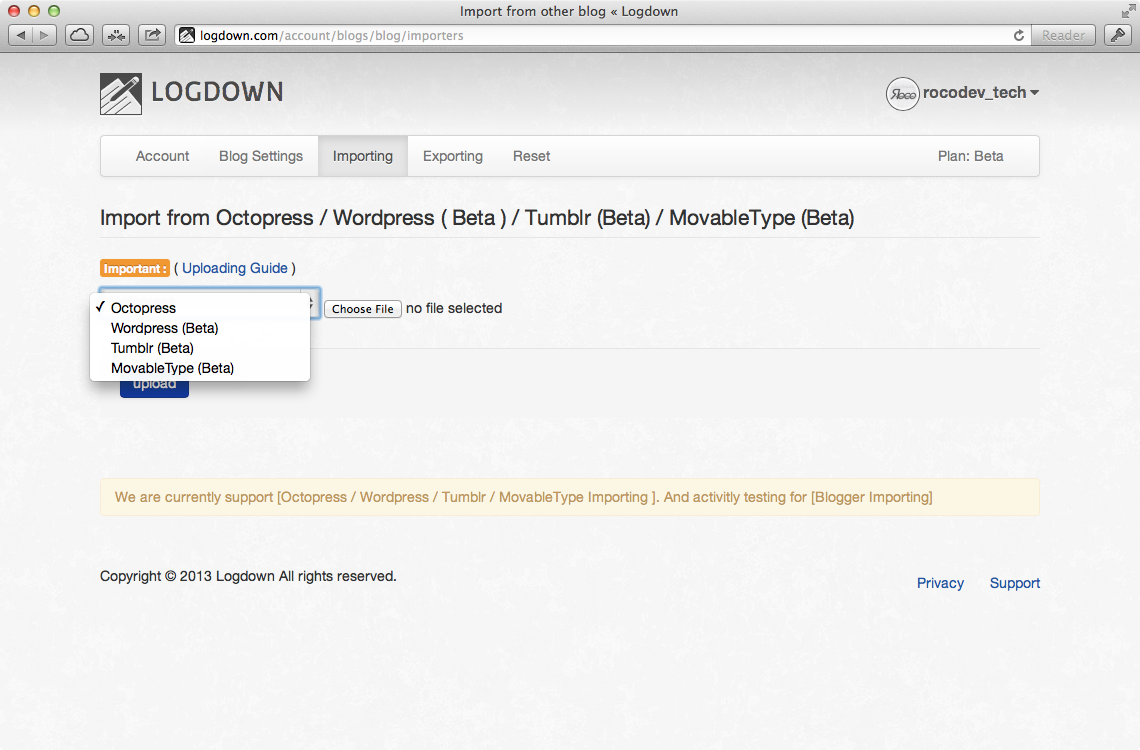 Import from other blog « Logdown
logdown.com/account/blogs/blog/importers
Reader
LOGDOWN
Roco
rocodev_tech
Account
Blog Settings
Importing
Exporting
Reset
Plan: Beta
Import from Octopress / Wordpress ( Beta ) / Tumblr (Beta) / MovableType (Beta)
Important : ( Uploading Guide )
✓ Octopress
Wordpress (Beta)
Tumblr (Beta)
MovableType (Beta)
Choose File no file selected
upload
We are currently support [Octopress / Wordpress / Tumblr / MovableType Importing ]. And activitly testing for [Blogger Importing]
Copyright © 2013 Logdown All rights reserved.
Privacy
Support